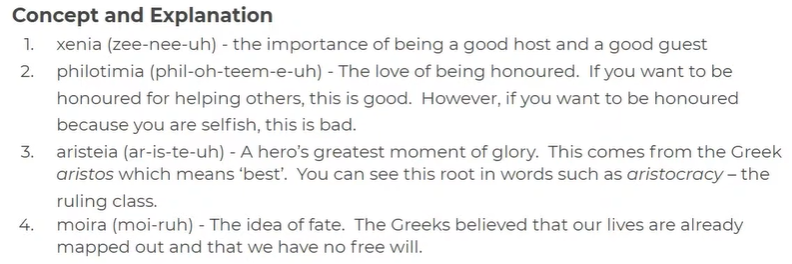 Concept and Explanation
1. xenia (zee-nee-uh) - the importance of being a good host and a good guest
2. philotimia (phil-oh-teem-e-uh) - The love of being honoured. If you want to be
honoured for helping others, this is good. However, if you want to be honoured
because you are selfish, this is bad.
3. aristeia (ar-is-te-uh) - A hero's greatest moment of glory. This comes from the Greek
aristos which means 'best'. You can see this root in words such as aristocracy – the
ruling class.
4. moira (moi-ruh) - The idea of fate. The Greeks believed that our lives are already
mapped out and that we have no free will.